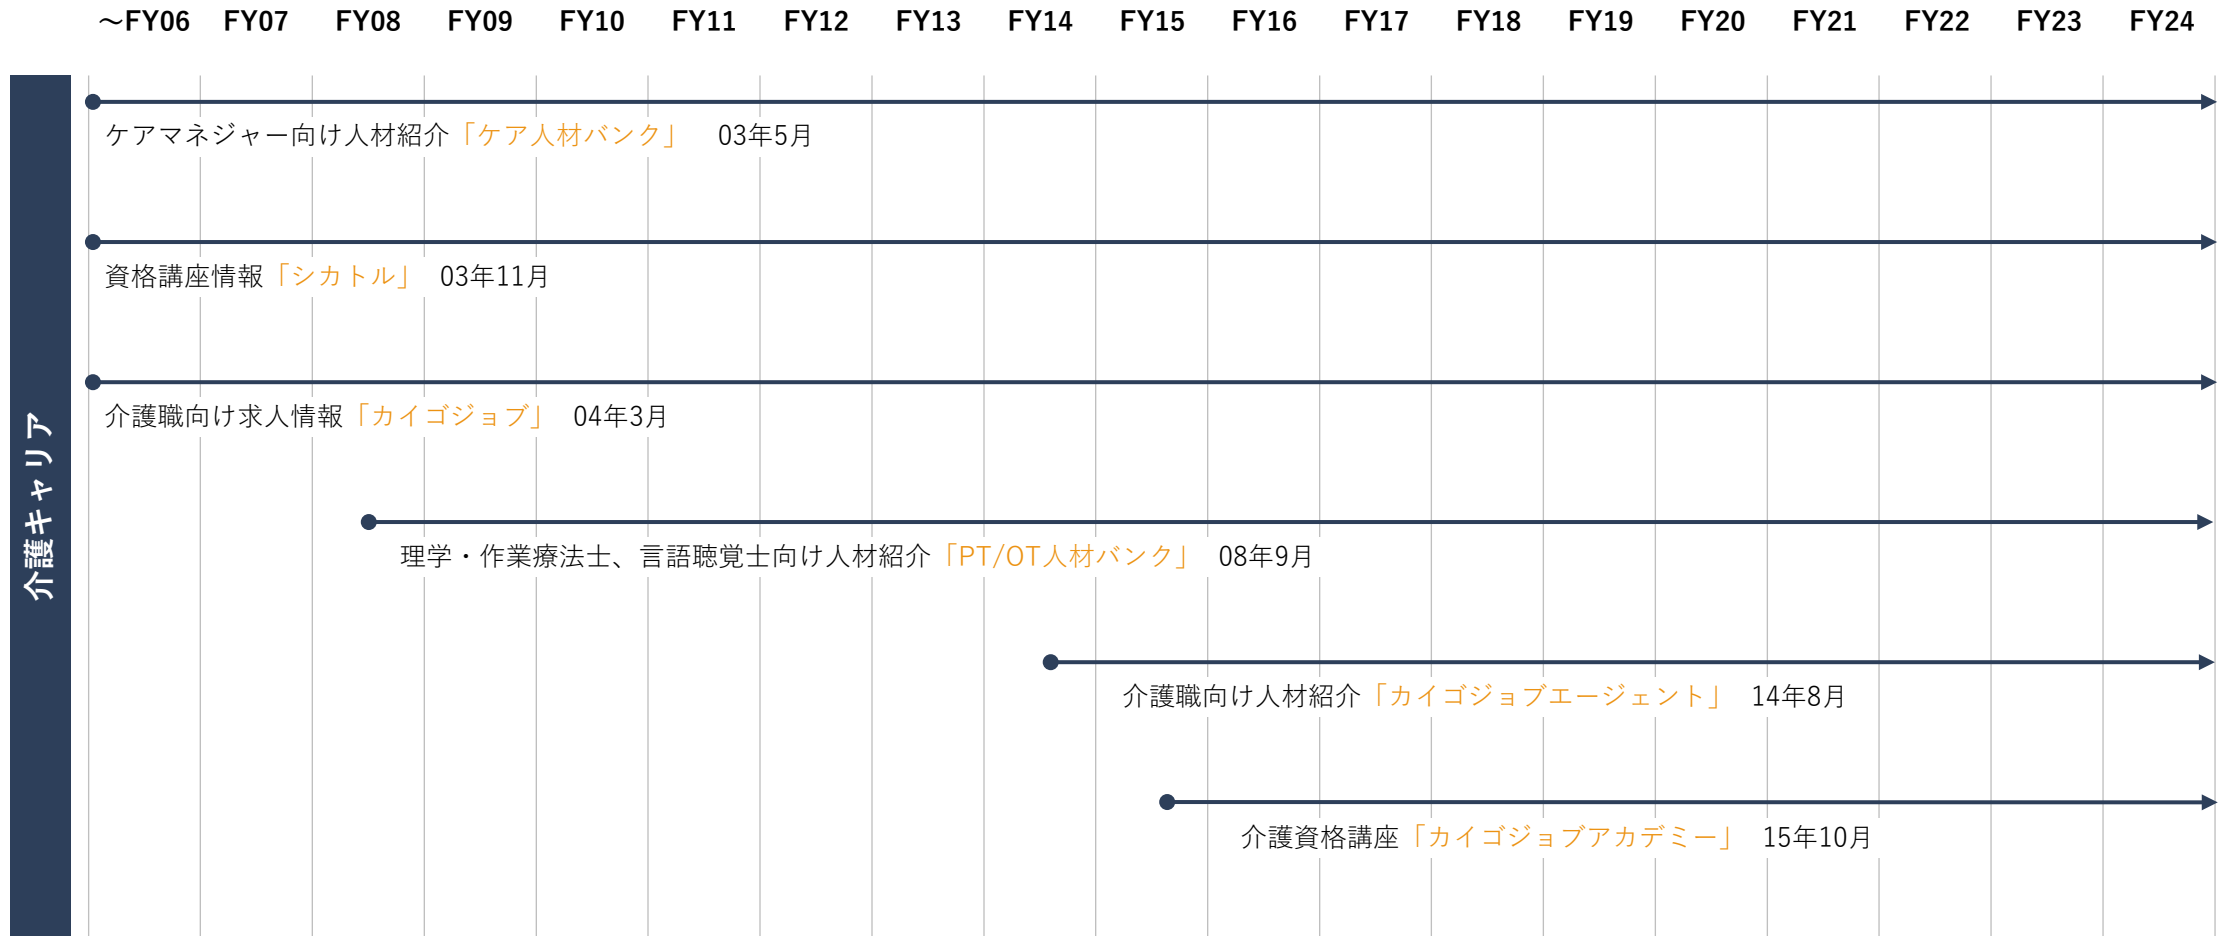 ～FY06 FY07 FY08 FY09 FY10 FY11 FY12 FY13 FY14 FY15 FY16 FY17 FY18 FY19 FY20 FY21 FY22 FY23 FY24
介護キャリア
ケアマネジャー向け人材紹介「ケア人材バンク」 03年5月
資格講座情報「シカトル」 03年11月
介護職向け求人情報「カイゴジョブ」 04年3月
理学・作業療法士、言語聴覚士向け人材紹介「PT/OT人材バンク」 08年9月
介護職向け人材紹介「カイゴジョブエージェント」 14年8月
介護資格講座「カイゴジョブアカデミー」 15年10月